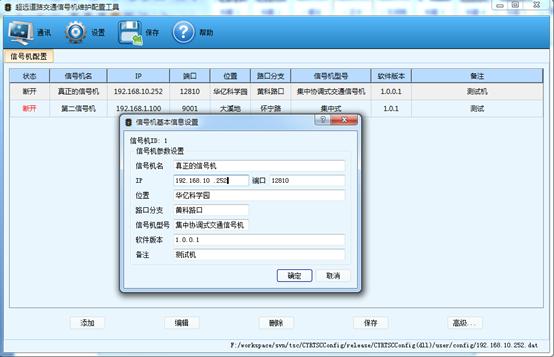 超远道路交通信号机维护配置工具
通讯 设置 保存 帮助
信号机配置
状态 信号机名 IP 端口 位置 路口分支 信号机型号 软件版本 备注
断开 真正的信号机 192.168.10.252 12810 华亿科学园 黄科路口 集中协调式交通信号机 1.0.0.1 测试机
断开 第二信号机 192.168.1.100 9001 大溪地 怀宁路 集中式 1.0.1 测试
信号机基本信息设置
信号机ID: 1
信号机参数设置
信号机名 真正的信号机
IP 192.168.10 .252 端口 12810
位置 华亿科学园
路口分支 黄科路口
信号机型号 集中协调式交通信号机
软件版本 1.0.0.1
备注 测试机
确定 取消
添加 编辑 删除 保存 高级...
F:/workspace/svn/tsc/CYRTSCConfig/release/CYRTSCConfig(dll)/user/config/192.168.10.252.dat